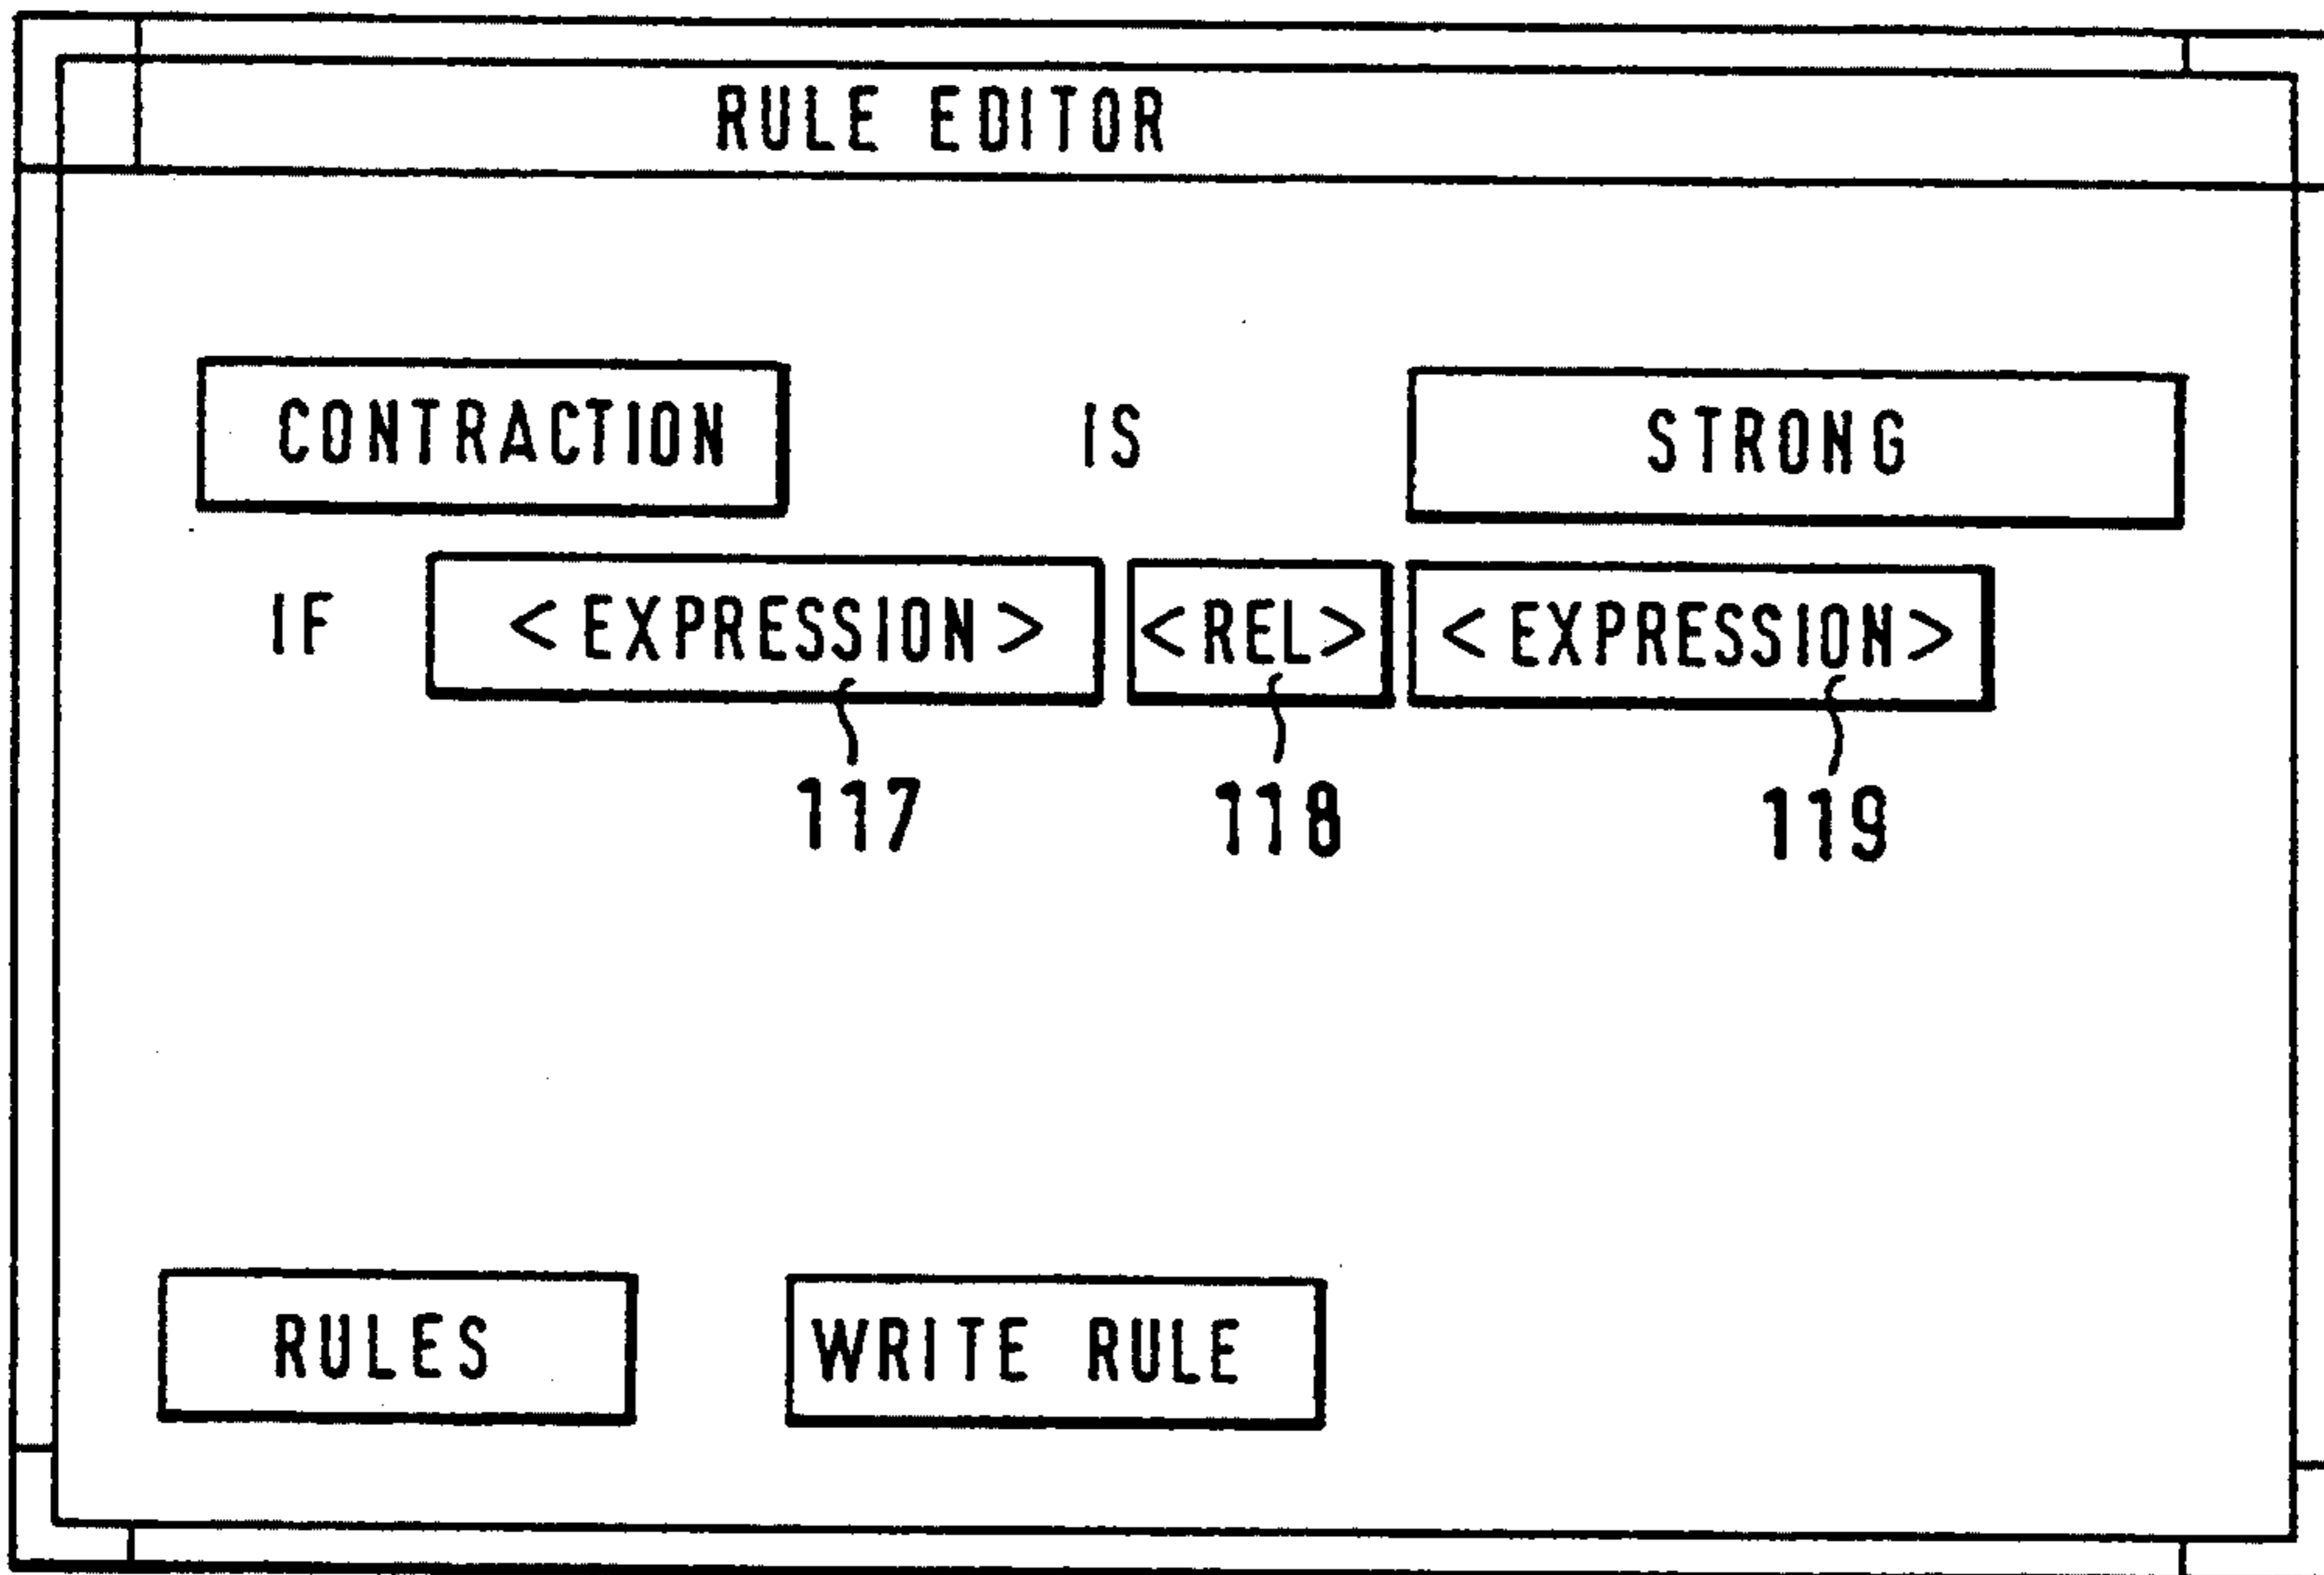 RULE EDITOR
CONTRACTION IS STRONG
IF <EXPRESSION> <REL> <EXPRESSION>
117 118 119
RULES WRITE RULE